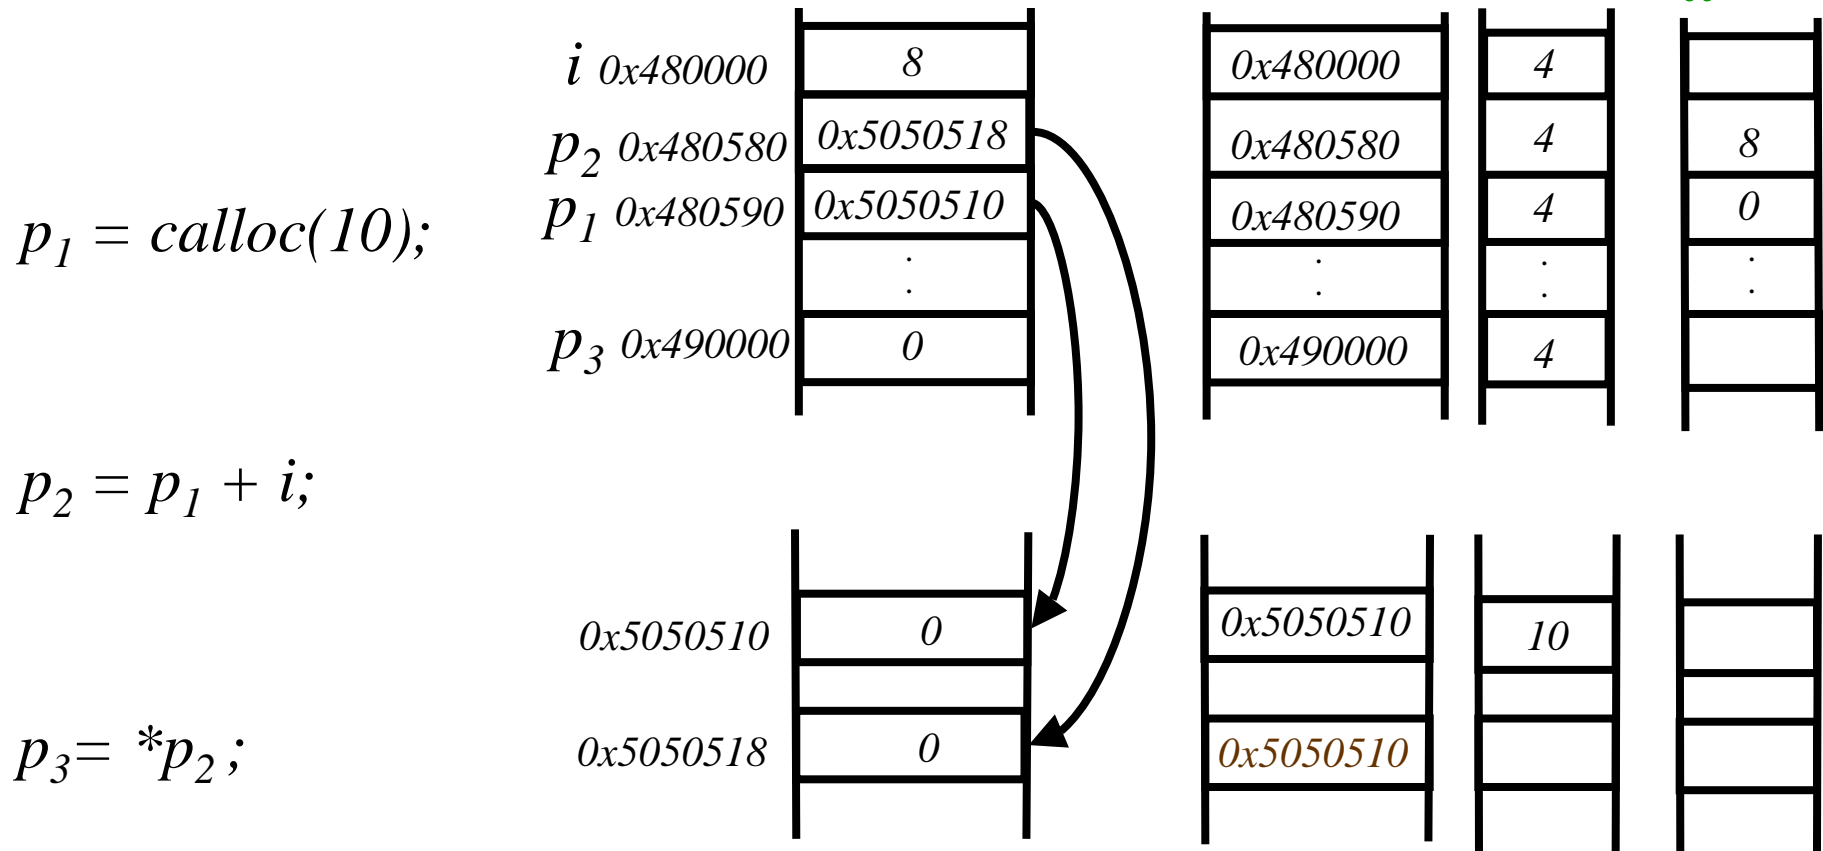 i 0x480000 8 0x480000 4
p2 0x480580 0x5050518 0x480580 4 8
p1 0x480590 0x5050510 0x480590 4 0
p1 = calloc(10);
: : : :
p3 0x490000 0 0x490000 4
p2 = p1 + i;
0x5050510 0 0x5050510 10
p3= *p2 ;
0x5050518 0 0x5050510